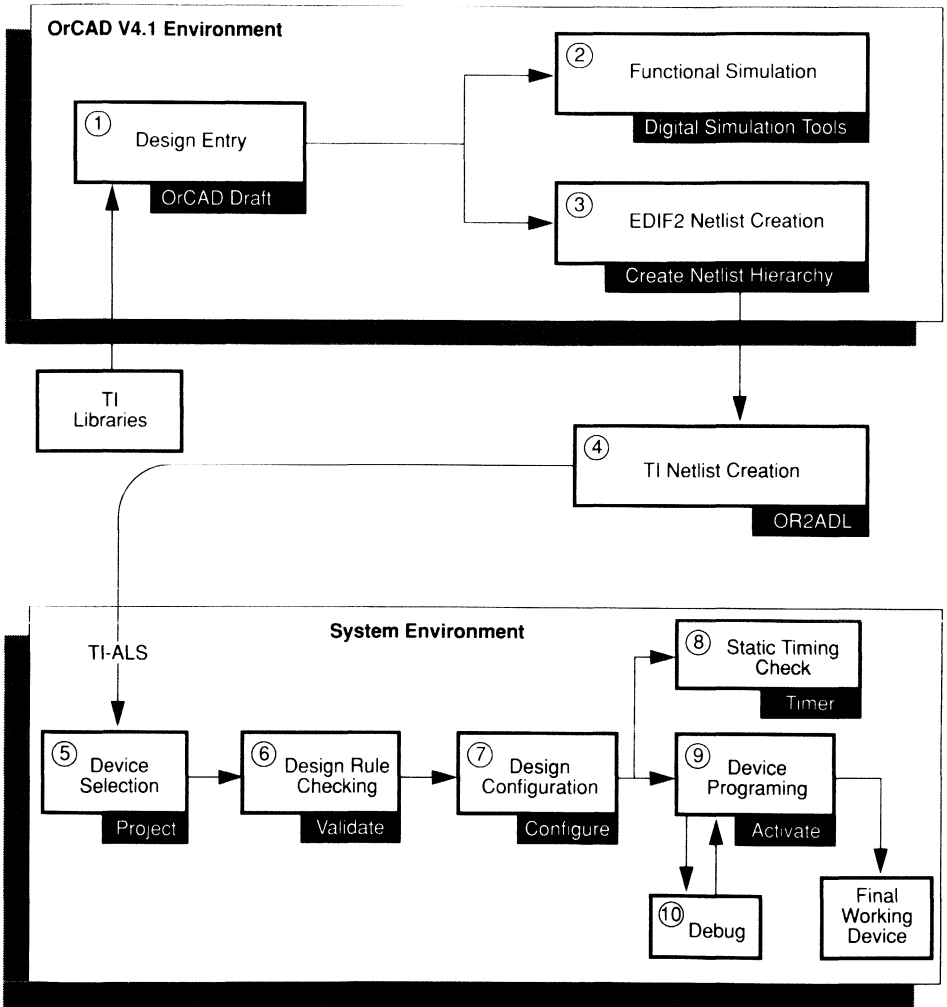 OrCAD V4.1 Environment
1
Design Entry
OrCAD Draft
2
Functional Simulation
Digital Simulation Tools
3
EDIF2 Netlist Creation
Create Netlist Hierarchy
TI
Libraries
4
TI Netlist Creation
OR2ADL
System Environment
TI-ALS
5
Device
Selection
Project
6
Design Rule
Checking
Validate
7
Design
Configuration
Configure
8
Static Timing
Check
Timer
9
Device
Programing
Activate
10
Debug
Final
Working
Device